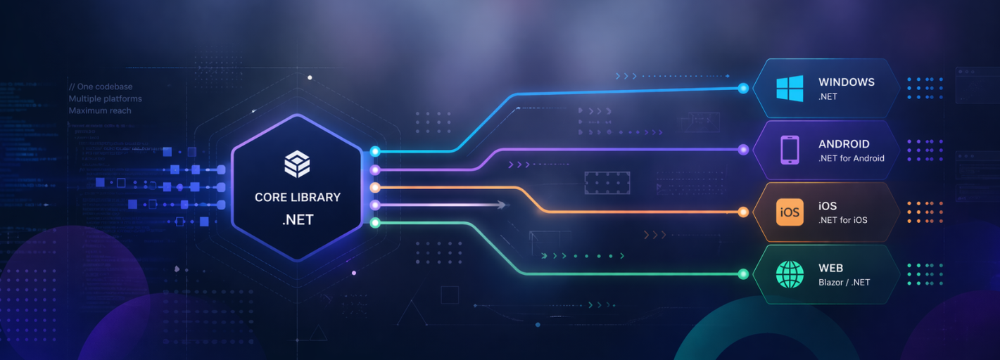 // One codebase
Multiple platforms
Maximum reach
CORE LIBRARY
.NET
WINDOWS
.NET
ANDROID
.NET for Android
iOS
iOS
.NET for iOS
WEB
Blazor / .NET